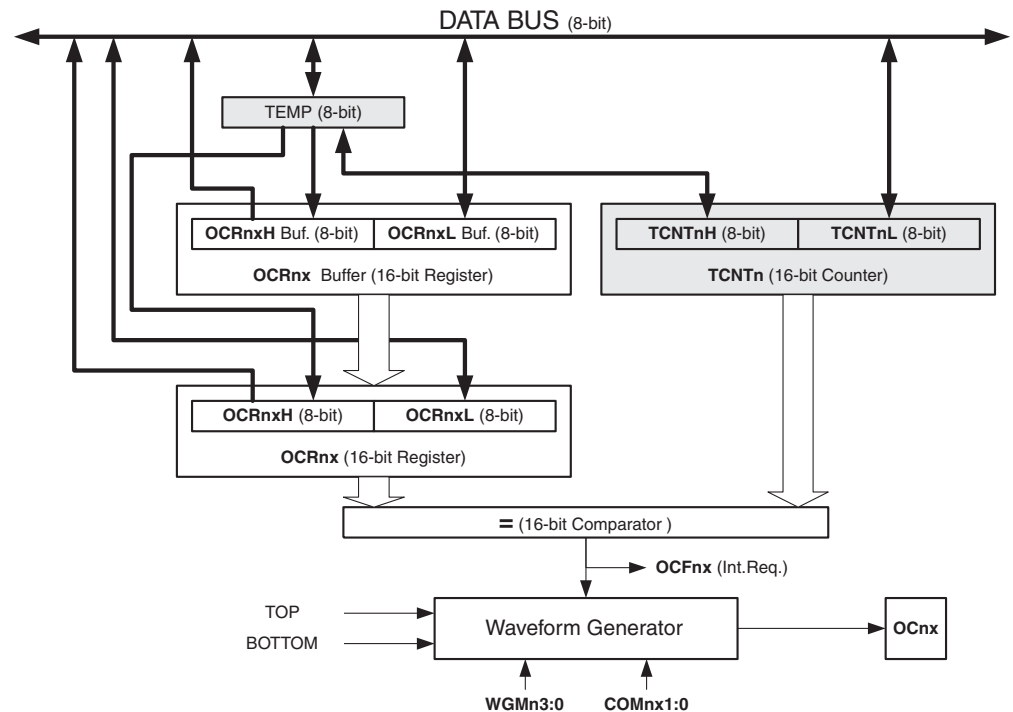 DATA BUS (8-bit)
TEMP (8-bit)
OCRnxH Buf. (8-bit) OCRnxL Buf. (8-bit)
OCRnx Buffer (16-bit Register)
TCNTnH (8-bit) TCNTnL (8-bit)
TCNTn (16-bit Counter)
OCRnxH (8-bit) OCRnxL (8-bit)
OCRnx (16-bit Register)
= (16-bit Comparator )
OCFnx (Int.Req.)
TOP
BOTTOM
Waveform Generator
OCnx
WGMn3:0 COMnx1:0